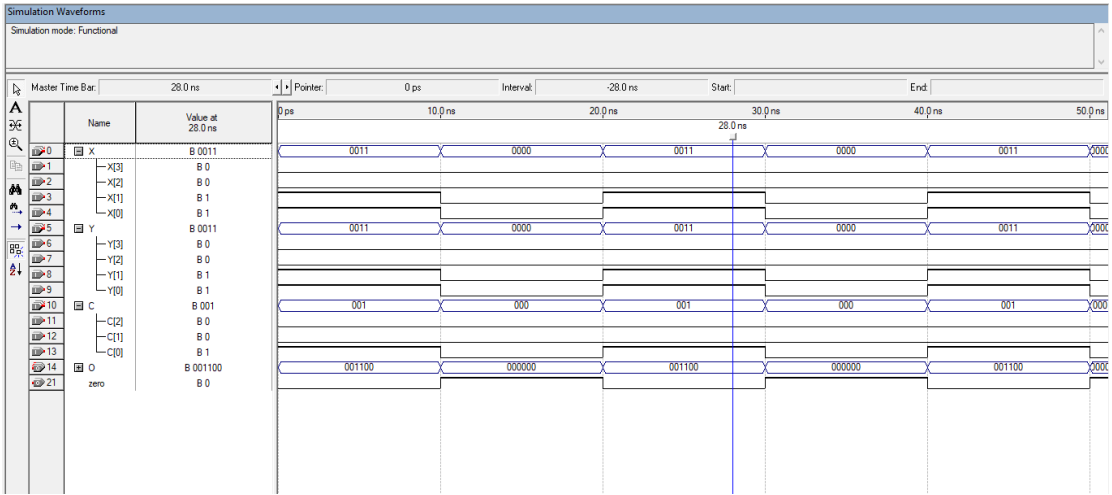 Simulation Waveforms
Simulation mode: Functional
Master Time Bar: 28.0 ns Pointer: 0 ps Interval: -28.0 ns Start: End:
Name Value at 28.0 ns 0 ps 10.0 ns 20.0 ns 30.0 ns 40.0 ns 50.0 ns
28.0 ns
0 X B 0011 0011 0000 0011 0000 0011 0000
1 X[3] B 0
2 X[2] B 0
3 X[1] B 1
4 X[0] B 1
5 Y B 0011 0011 0000 0011 0000 0011 0000
6 Y[3] B 0
7 Y[2] B 0
8 Y[1] B 1
9 Y[0] B 1
10 C B 001 001 000 001 000 001 000
11 C[2] B 0
12 C[1] B 0
13 C[0] B 1
14 O B 001100 001100 000000 001100 000000 001100
21 zero B 0